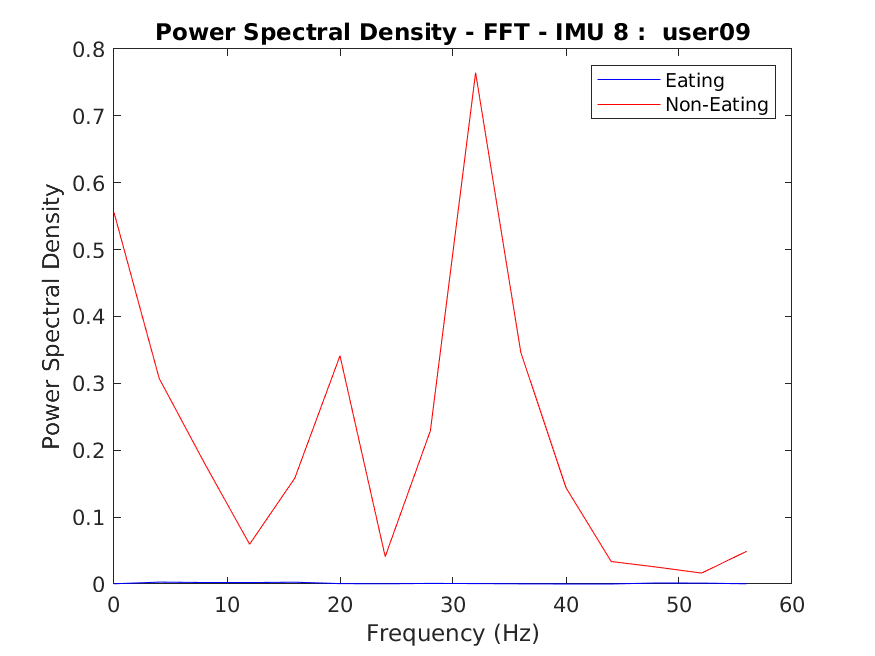 Power Spectral Density - FFT - IMU 8 :  user09
Eating
Non-Eating
Power Spectral Density
0.8
0.7
0.6
0.5
0.4
0.3
0.2
0.1
0
0 10 20 30 40 50 60
Frequency (Hz)